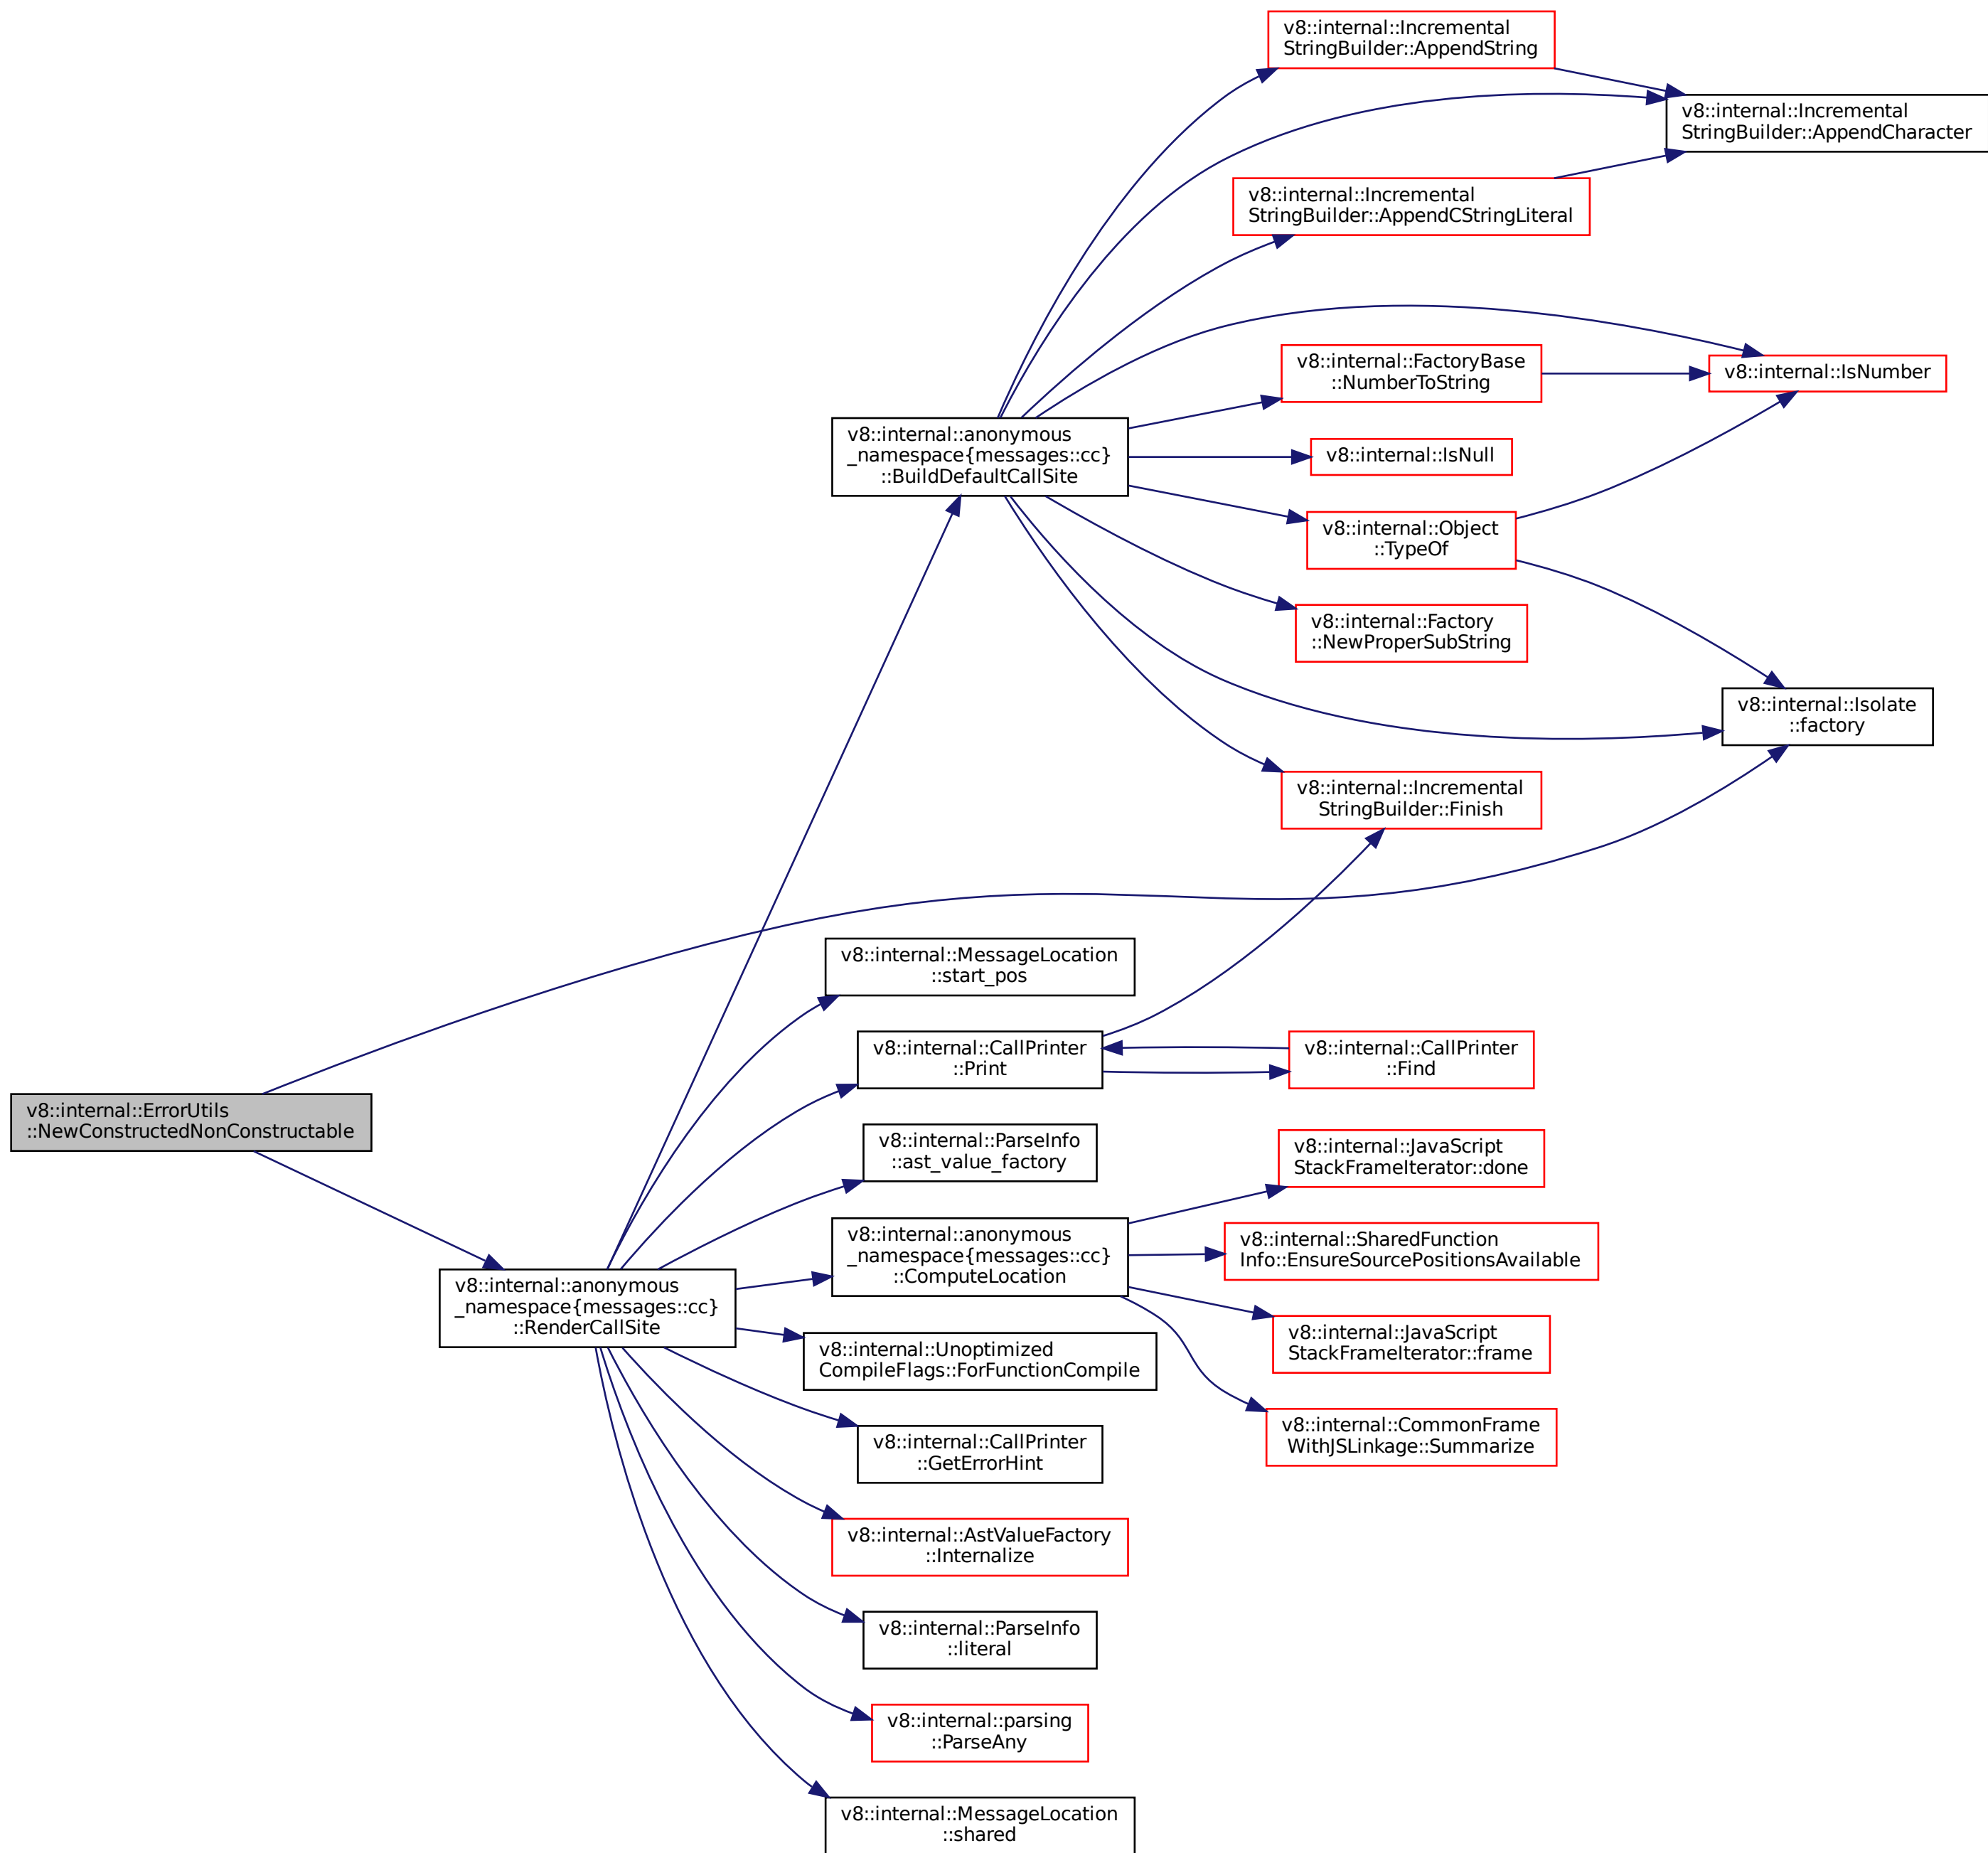 v8::internal::Incremental
StringBuilder::AppendString
v8::internal::Incremental
StringBuilder::AppendCharacter
v8::internal::Incremental
StringBuilder::AppendCStringLiteral
v8::internal::FactoryBase
::NumberToString
v8::internal::IsNumber
v8::internal::anonymous
_namespace{messages::cc}
::BuildDefaultCallSite
v8::internal::IsNull
v8::internal::Object
::TypeOf
v8::internal::Factory
::NewProperSubString
v8::internal::Isolate
::factory
v8::internal::Incremental
StringBuilder::Finish
v8::internal::MessageLocation
::start_pos
v8::internal::CallPrinter
::Print
v8::internal::CallPrinter
::Find
v8::internal::ErrorUtils
::NewConstructedNonConstructable
v8::internal::ParseInfo
::ast_value_factory
v8::internal::JavaScript
StackFrameIterator::done
v8::internal::anonymous
_namespace{messages::cc}
::ComputeLocation
v8::internal::SharedFunction
Info::EnsureSourcePositionsAvailable
v8::internal::anonymous
_namespace{messages::cc}
::RenderCallSite
v8::internal::JavaScript
StackFrameIterator::frame
v8::internal::Unoptimized
CompileFlags::ForFunctionCompile
v8::internal::CommonFrame
WithJSLinkage::Summarize
v8::internal::CallPrinter
::GetErrorHint
v8::internal::AstValueFactory
::Internalize
v8::internal::ParseInfo
::literal
v8::internal::parsing
::ParseAny
v8::internal::MessageLocation
::shared